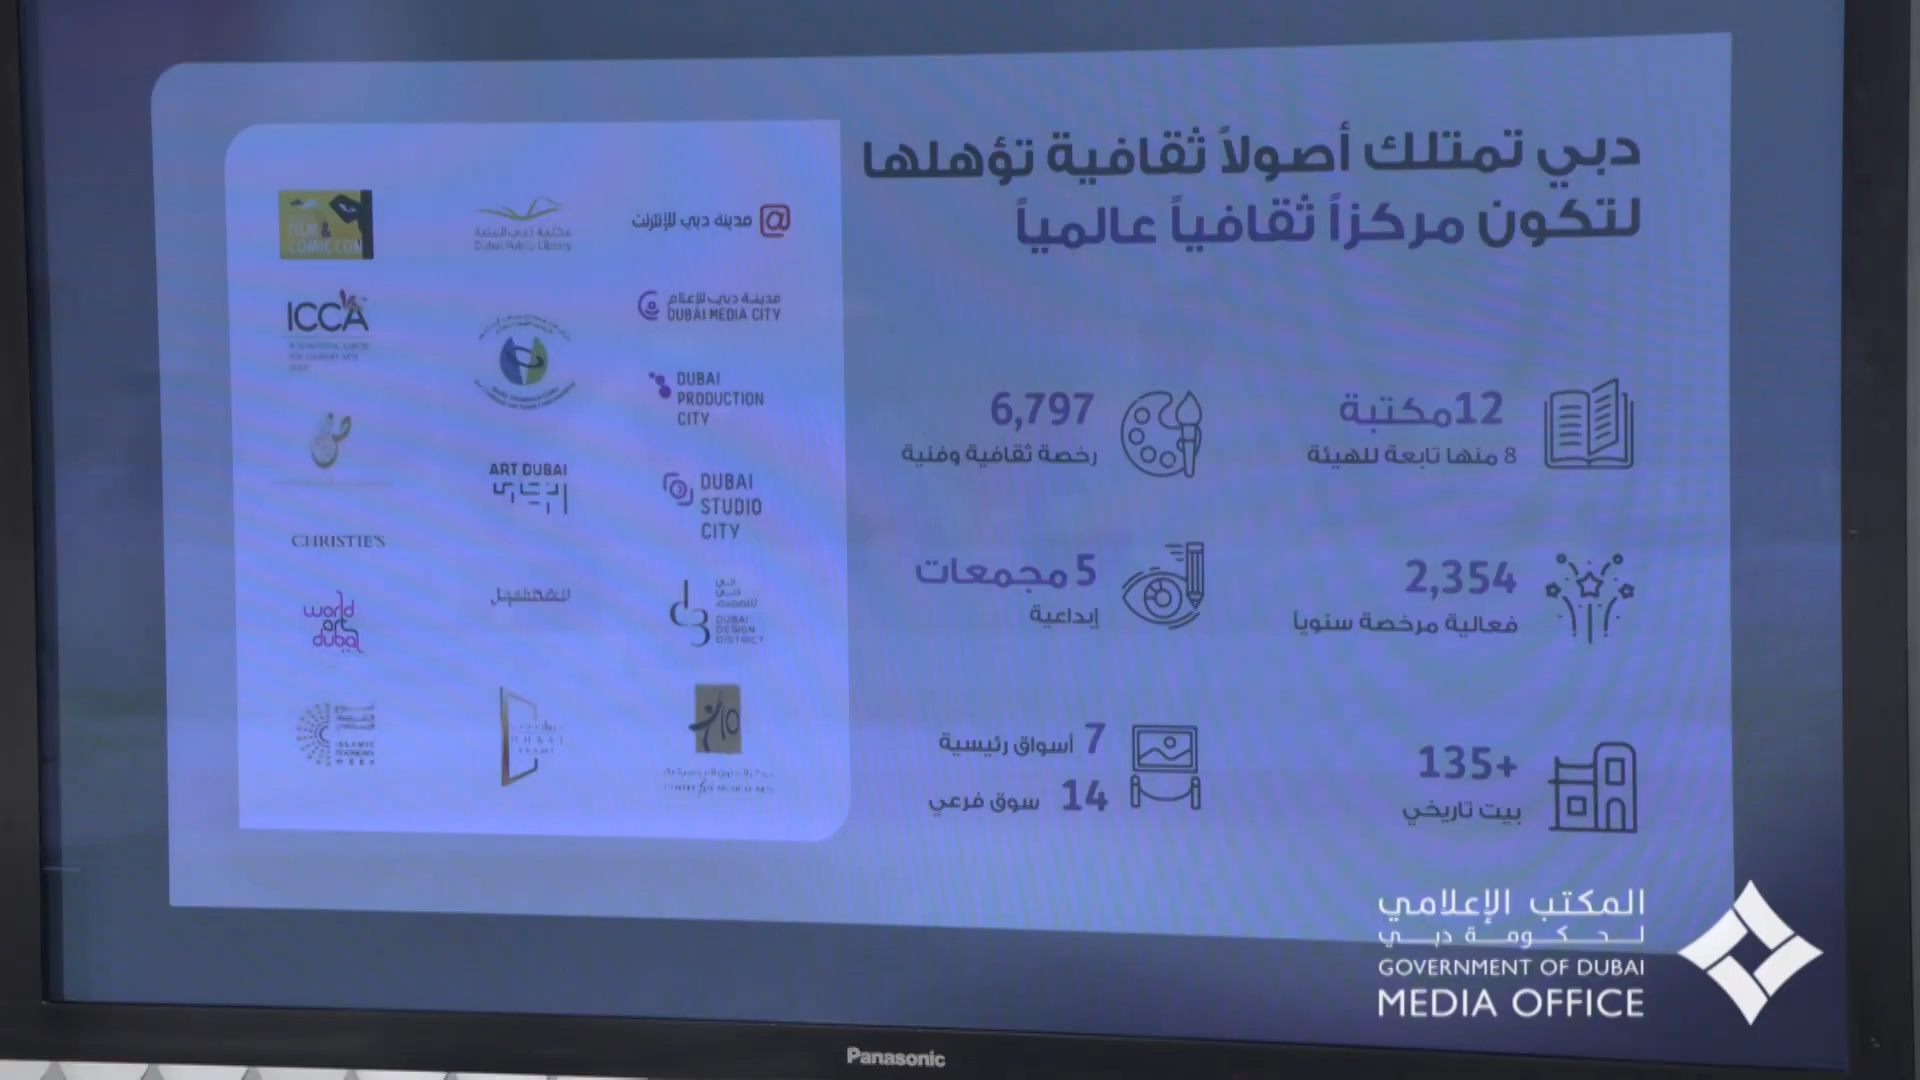 دبي تمتلك أصولاً ثقافية تؤهلها
لتكون مركزاً ثقافياً عالمياً
12 مكتبة
8 منها تابعة للهيئة
6,797
رخصة ثقافية وفنية
2,354
فعالية مرخصة سنوياً
5 مجمعات
إبداعية
+135
بيت تاريخي
7 أسواق رئيسية
14 سوق فرعي
مدينة دبي للإنترنت
Dubai Public Library
FILM &
COMIC CON
مدينة دبي للإعلام
DUBAI MEDIA CITY
ICCA
DUBAI
PRODUCTION
CITY
ART DUBAI
DUBAI
STUDIO
CITY
CHRISTIE'S
حي
دبي
للتصميم
DUBAI
DESIGN
DISTRICT
d3
world
art
dubai
المكتب الإعلامي
لحكومة دبي
GOVERNMENT OF DUBAI
MEDIA OFFICE
Panasonic